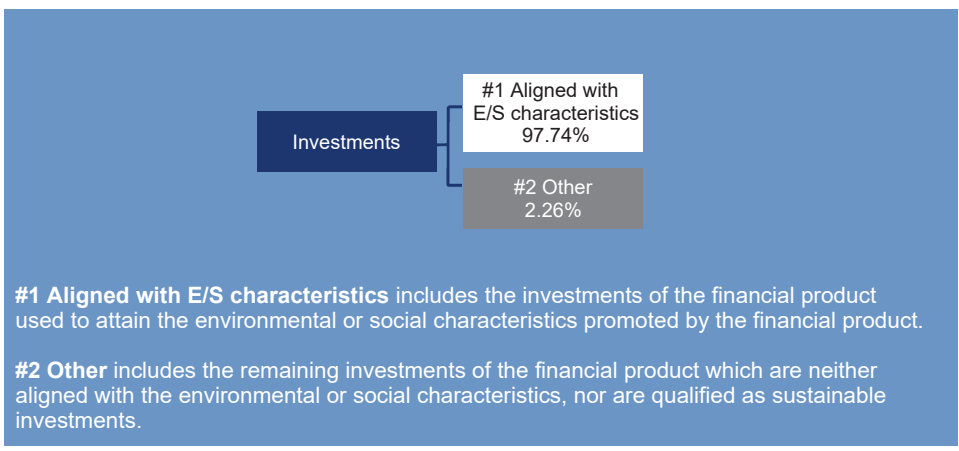 Investments
#1 Aligned with
E/S characteristics
97.74%
#2 Other
2.26%
#1 Aligned with E/S characteristics includes the investments of the financial product
used to attain the environmental or social characteristics promoted by the financial product.
#2 Other includes the remaining investments of the financial product which are neither
aligned with the environmental or social characteristics, nor are qualified as sustainable
investments.